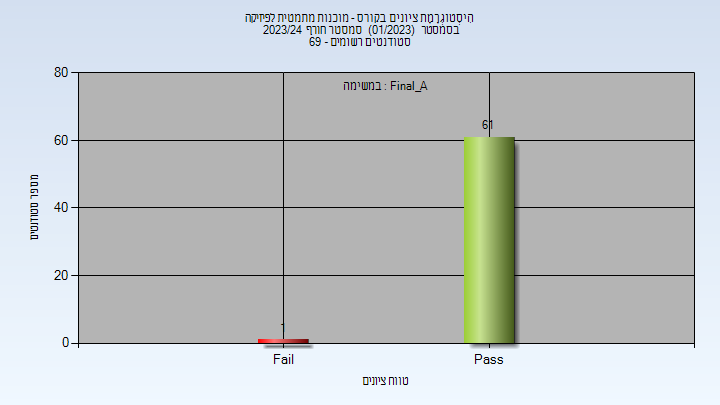 היסטוגרמת ציונים בקורס - מוכנות מתמטית לפיזיקה
בסמסטר (01/2023) סמסטר חורף 2023/24
סטודנטים רשומים - 69
במשימה : Final_A
80
60
40
20
0
מספר סטודנטים
1
61
Fail
Pass
טווח ציונים